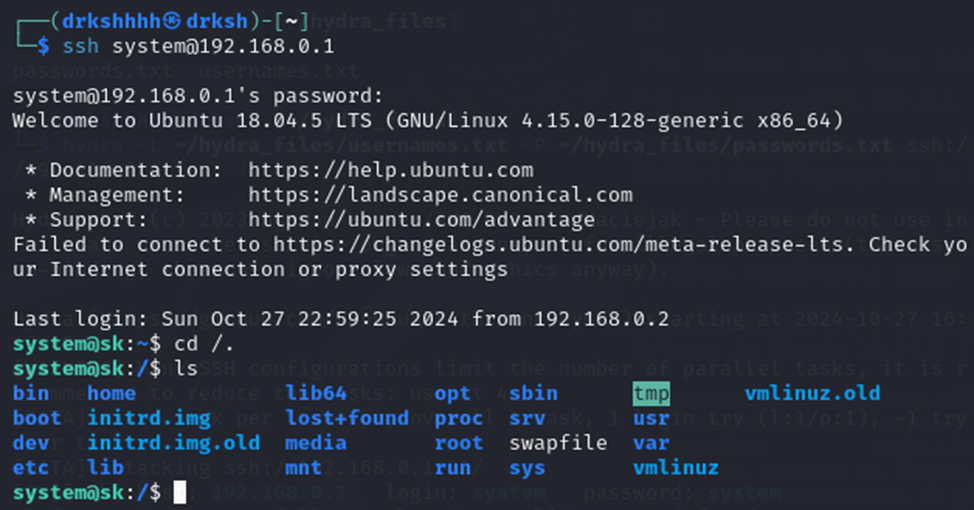 ┌──(drkshhhh㉿drksh)-[~]
└─$ ssh system@192.168.0.1
system@192.168.0.1's password:
Welcome to Ubuntu 18.04.5 LTS (GNU/Linux 4.15.0-128-generic x86_64)
* Documentation: https://help.ubuntu.com
* Management: https://landscape.canonical.com
* Support: https://ubuntu.com/advantage
Failed to connect to https://changelogs.ubuntu.com/meta-release-lts. Check yo
ur Internet connection or proxy settings
Last login: Sun Oct 27 22:59:25 2024 from 192.168.0.2
system@sk:~$ cd /.
system@sk:/$ ls
bin home lib64 opt sbin tmp vmlinuz.old
boot initrd.img lost+found proc srv usr
dev initrd.img.old media root swapfile var
etc lib mnt run sys vmlinuz
system@sk:/$